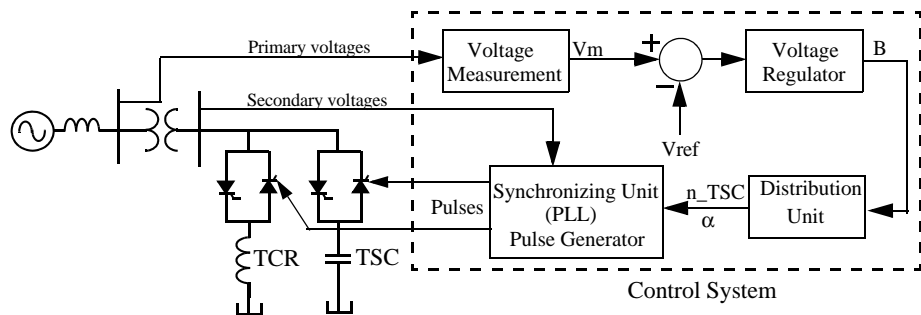 Primary voltages
Voltage
Measurement
Vm
+
−
Vref
Voltage
Regulator
B
Secondary voltages
Pulses
Synchronizing Unit
(PLL)
Pulse Generator
n_TSC
α
Distribution
Unit
TCR
TSC
Control System